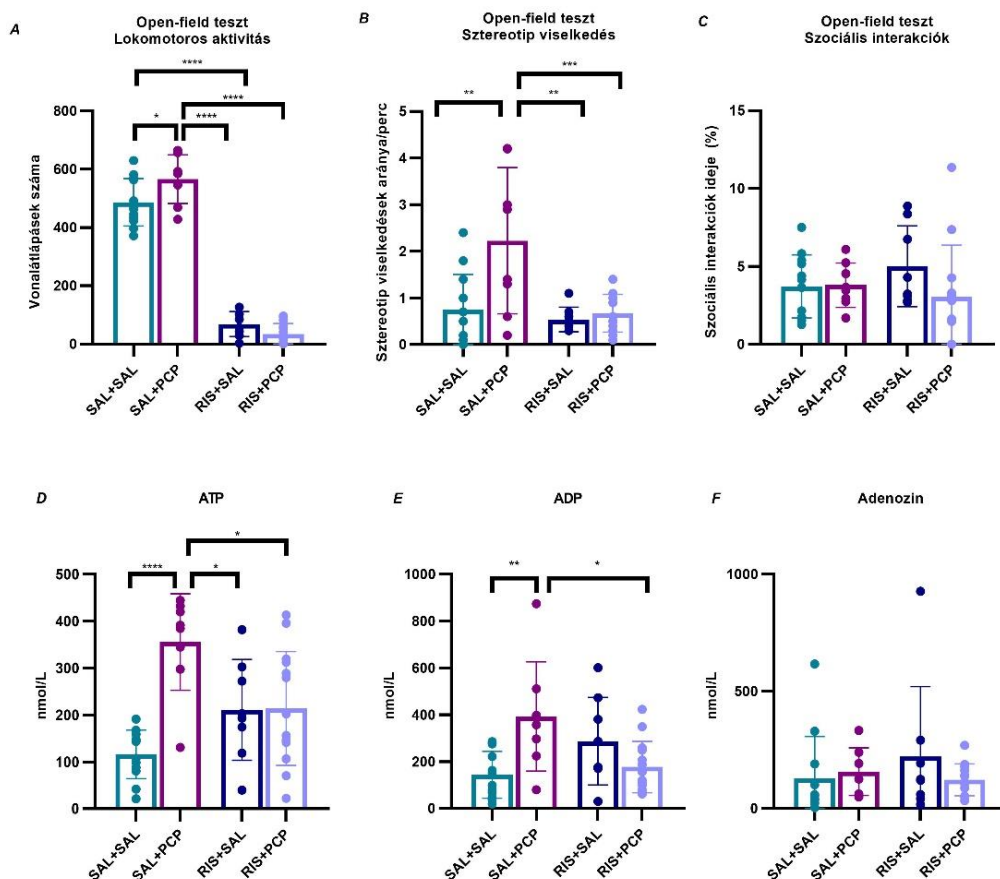 A
Open-field teszt
Lokomotoros aktivitás
****
****
*
****
Vonalátlápások száma
800
600
400
200
0
SAL+SAL
SAL+PCP
RIS+SAL
RIS+PCP
B
Open-field teszt
Sztereotip viselkedés
***
**
**
Sztereotip viselkedések aránya/perc
5
4
3
2
1
0
SAL+SAL
SAL+PCP
RIS+SAL
RIS+PCP
C
Open-field teszt
Szociális interakciók
Szociális interakciók ideje (%)
15
10
5
0
SAL+SAL
SAL+PCP
RIS+SAL
RIS+PCP
D
ATP
*
****
*
nmol/L
500
400
300
200
100
0
SAL+SAL
SAL+PCP
RIS+SAL
RIS+PCP
E
ADP
**
*
nmol/L
1000
800
600
400
200
0
SAL+SAL
SAL+PCP
RIS+SAL
RIS+PCP
F
Adenozin
nmol/L
1000
500
0
SAL+SAL
SAL+PCP
RIS+SAL
RIS+PCP